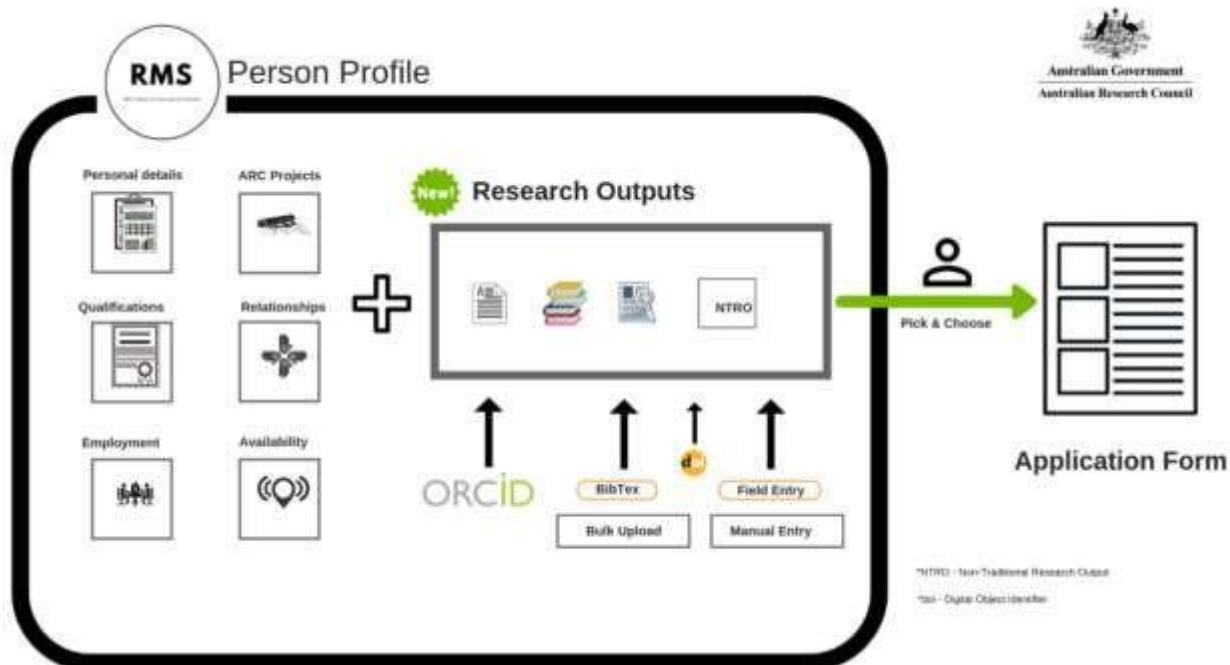 RMS
Person Profile
Australian Government
Australian Research Council
Personal details
ARC Projects
New!
Research Outputs
Qualifications
Relationships
NTRO
Pick & Choose
Employment
Availability
ORCiD
BibTex
doi
Field Entry
Bulk Upload
Manual Entry
Application Form
*NTRO - Non-Traditional Research Output
*doi - Digital Object Identifier